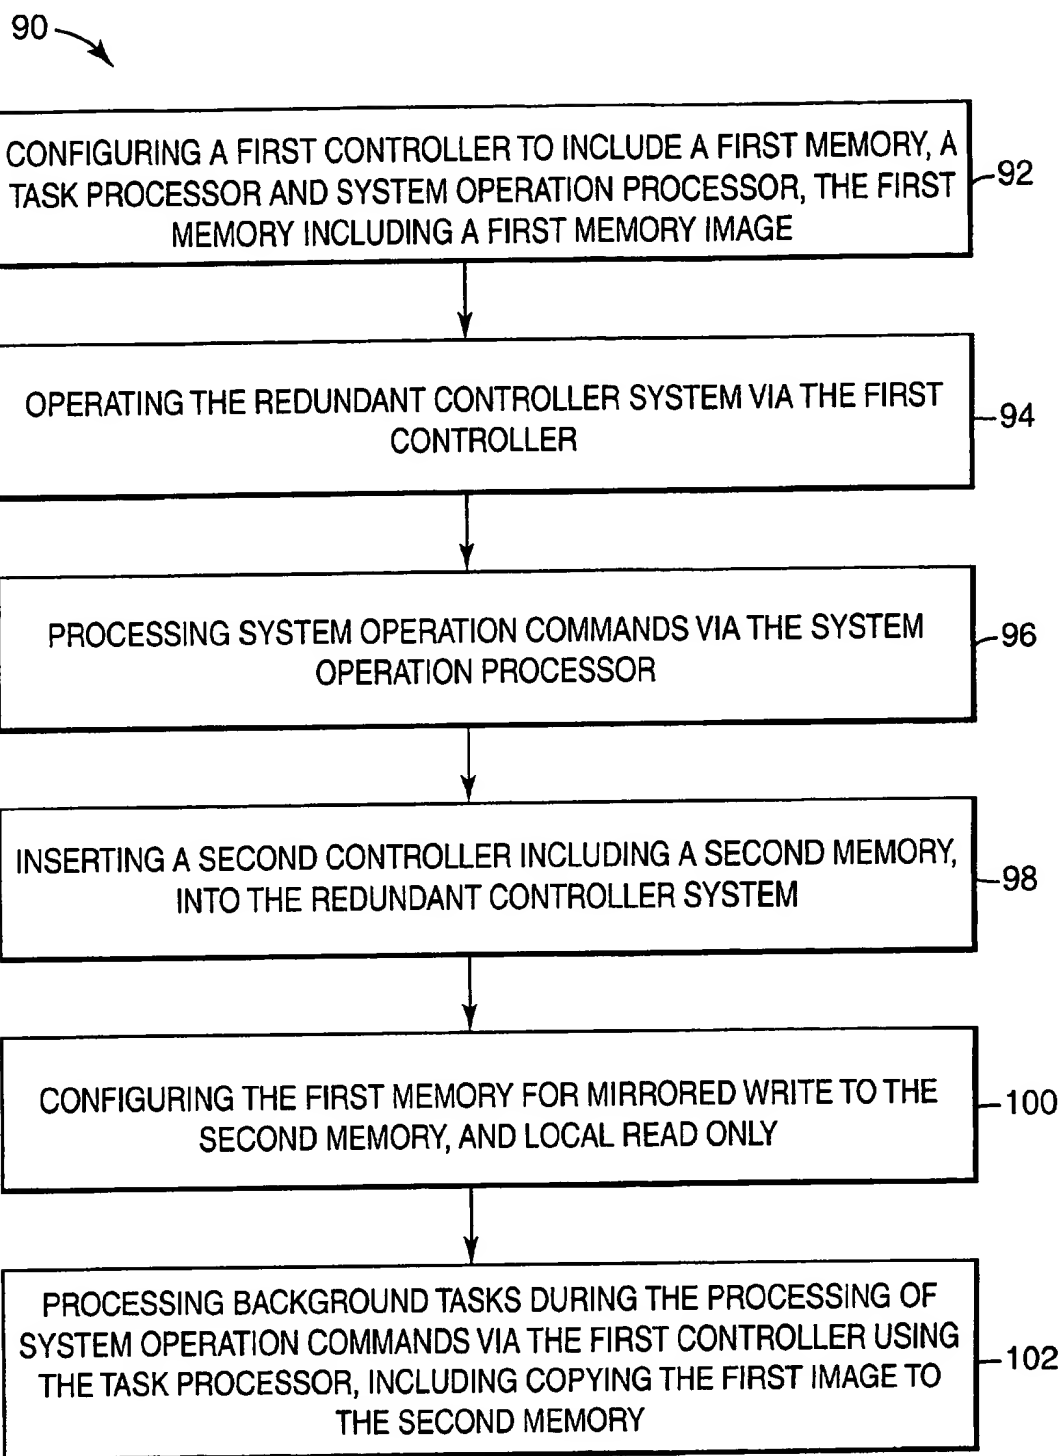 90
CONFIGURING A FIRST CONTROLLER TO INCLUDE A FIRST MEMORY, A
TASK PROCESSOR AND SYSTEM OPERATION PROCESSOR, THE FIRST
MEMORY INCLUDING A FIRST MEMORY IMAGE
92
OPERATING THE REDUNDANT CONTROLLER SYSTEM VIA THE FIRST
CONTROLLER
94
PROCESSING SYSTEM OPERATION COMMANDS VIA THE SYSTEM
OPERATION PROCESSOR
96
INSERTING A SECOND CONTROLLER INCLUDING A SECOND MEMORY,
INTO THE REDUNDANT CONTROLLER SYSTEM
98
CONFIGURING THE FIRST MEMORY FOR MIRRORED WRITE TO THE
SECOND MEMORY, AND LOCAL READ ONLY
100
PROCESSING BACKGROUND TASKS DURING THE PROCESSING OF
SYSTEM OPERATION COMMANDS VIA THE FIRST CONTROLLER USING
THE TASK PROCESSOR, INCLUDING COPYING THE FIRST IMAGE TO
THE SECOND MEMORY
102